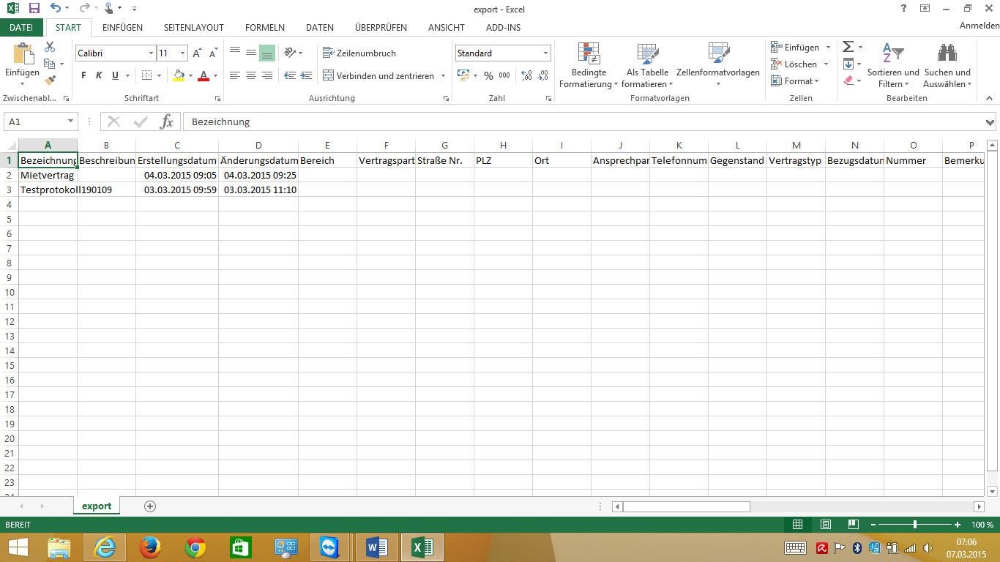 export - Excel
?
DATEI START EINFÜGEN SEITENLAYOUT FORMELN DATEN ÜBERPRÜFEN ANSICHT ADD-INS Anmelden
Calibri 11 Zeilenumbruch Standard Einfügen
Einfügen F K U Verbinden und zentrieren % 000 Bedingte Formatierung Als Tabelle formatieren Zellenformatvorlagen Löschen Format Sortieren und Filtern Suchen und Auswählen
Zwischenabl... Schriftart Ausrichtung Zahl Formatvorlagen Zellen Bearbeiten
A1 fx Bezeichnung
A B C D E F G H I J K L M N O P
1 Bezeichnung Beschreibun Erstellungsdatum Änderungsdatum Bereich Vertragspart Straße Nr. PLZ Ort Ansprechpar Telefonnum Gegenstand Vertragstyp Bezugsdatun Nummer Bemerku
2 Mietvertrag 04.03.2015 09:05 04.03.2015 09:25
3 Testprotokoll190109 03.03.2015 09:59 03.03.2015 11:10
4
5
6
7
8
9
10
11
12
13
14
15
16
17
18
19
20
21
22
23
export
BEREIT 100 %
07:06
07.03.2015